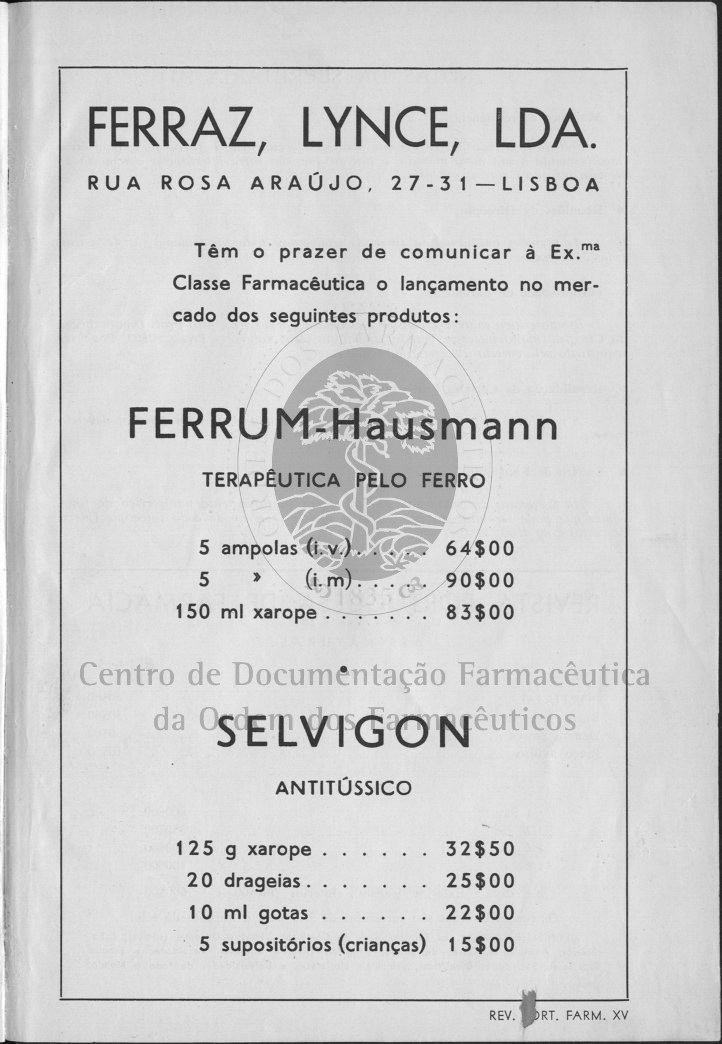 FERRAZ, LYNCE, LDA.
RUA ROSA ARAÚJO, 27-31 — LISBOA
Têm o prazer de comunicar à Ex.ma
Classe Farmacêutica o lançamento no mer-
cado dos seguintes produtos:
FERRUM-Hausmann
TERAPÊUTICA PELO FERRO
5 ampolas (i.v.) . . . . . 64$00
5 » (i.m) . . . . . 90$00
150 ml xarope . . . . . . . 83$00
1835
Centro de Documentação Farmacêutica
da Ordem dos Farmacêuticos
SELVIGON
ANTITÚSSICO
125 g xarope . . . . . . 32$50
20 drageias . . . . . . . 25$00
10 ml gotas . . . . . . 22$00
5 supositórios (crianças) 15$00
REV. PORT. FARM. XV